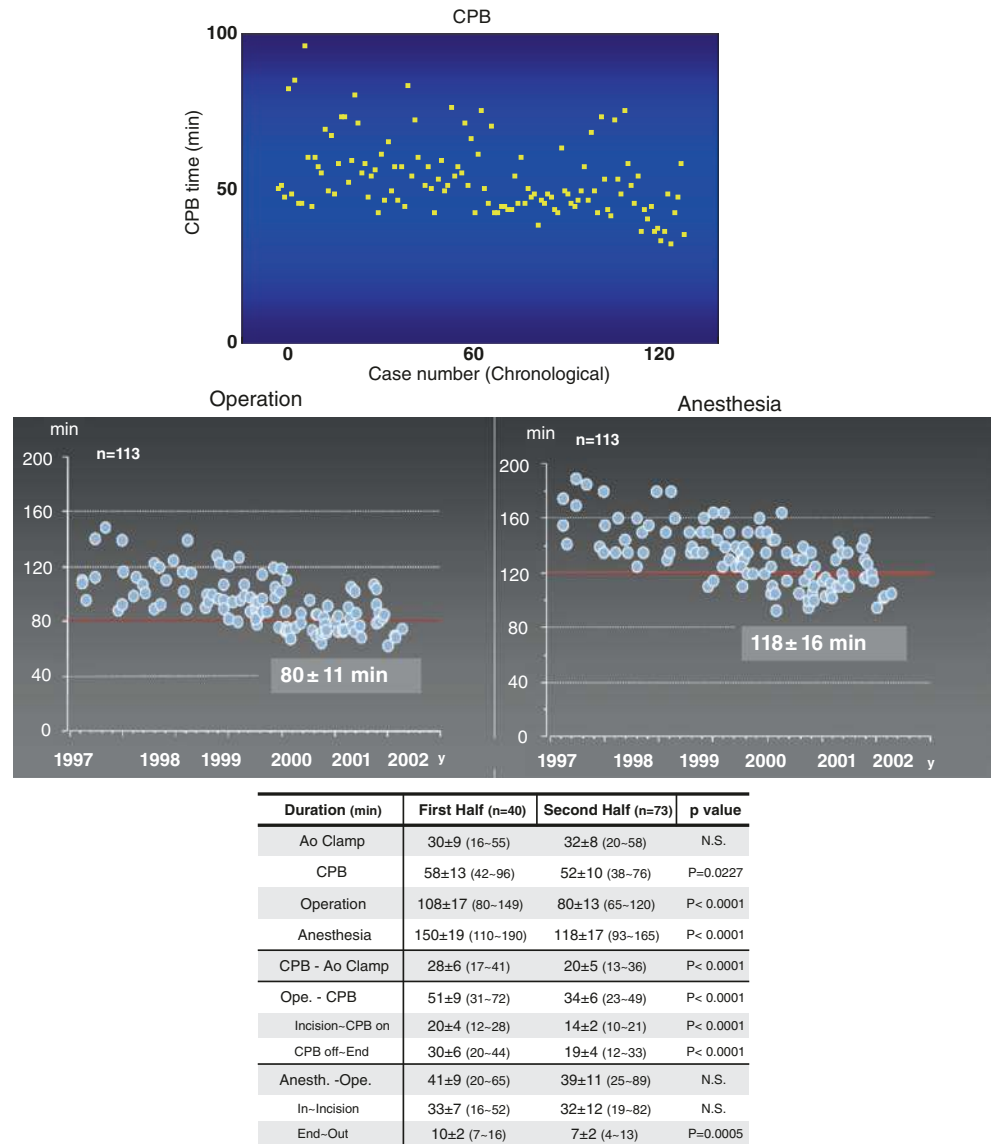 CPB
100
50
0
CPB time (min)
0 60 120
Case number (Chronological)
Operation
min
n=113
200
160
120
80
40
0
80±11 min
1997 1998 1999 2000 2001 2002 y
Anesthesia
min
n=113
200
160
120
80
40
0
118±16 min
1997 1998 1999 2000 2001 2002 y
Duration (min) First Half (n=40) Second Half (n=73) p value
Ao Clamp 30±9 (16~55) 32±8 (20~58) N.S.
CPB 58±13 (42~96) 52±10 (38~76) P=0.0227
Operation 108±17 (80~149) 80±13 (65~120) P< 0.0001
Anesthesia 150±19 (110~190) 118±17 (93~165) P< 0.0001
CPB - Ao Clamp 28±6 (17~41) 20±5 (13~36) P< 0.0001
Ope. - CPB 51±9 (31~72) 34±6 (23~49) P< 0.0001
Incision~CPB on 20±4 (12~28) 14±2 (10~21) P< 0.0001
CPB off~End 30±6 (20~44) 19±4 (12~33) P< 0.0001
Anesth. -Ope. 41±9 (20~65) 39±11 (25~89) N.S.
In~Incision 33±7 (16~52) 32±12 (19~82) N.S.
End~Out 10±2 (7~16) 7±2 (4~13) P=0.0005